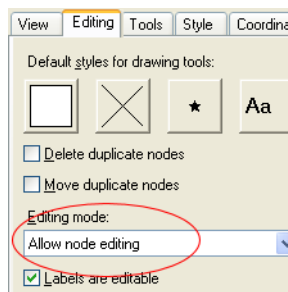 View Editing Tools Style Coordina
Default styles for drawing tools:
Aa
Delete duplicate nodes
Move duplicate nodes
Editing mode:
Allow node editing
Labels are editable